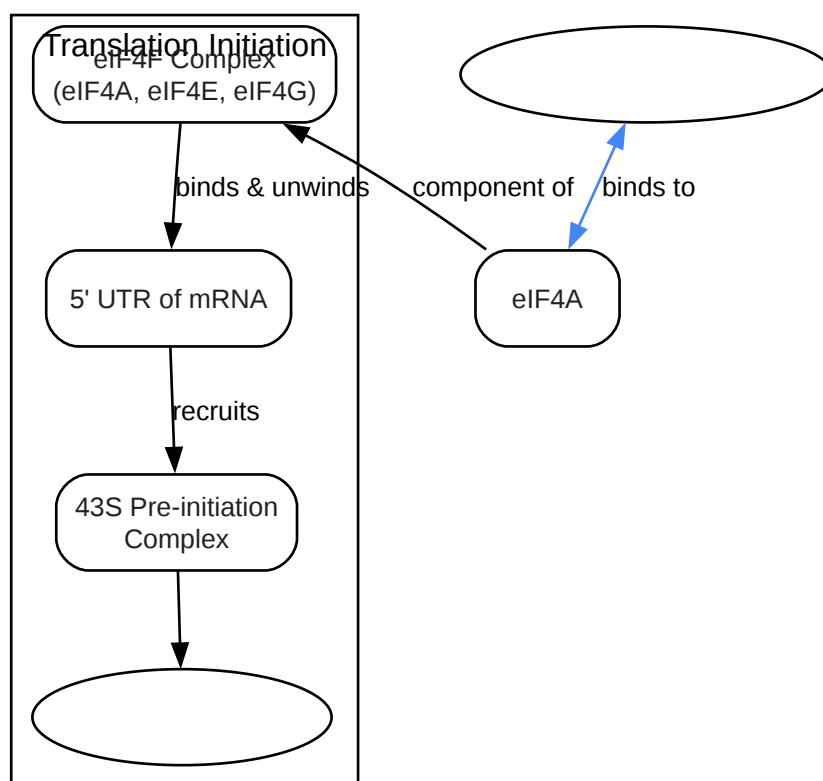 Translation Initiation
eIF4F Complex
(eIF4A, eIF4E, eIF4G)
binds & unwinds
component of
binds to
5' UTR of mRNA
eIF4A
recruits
43S Pre-initiation
Complex